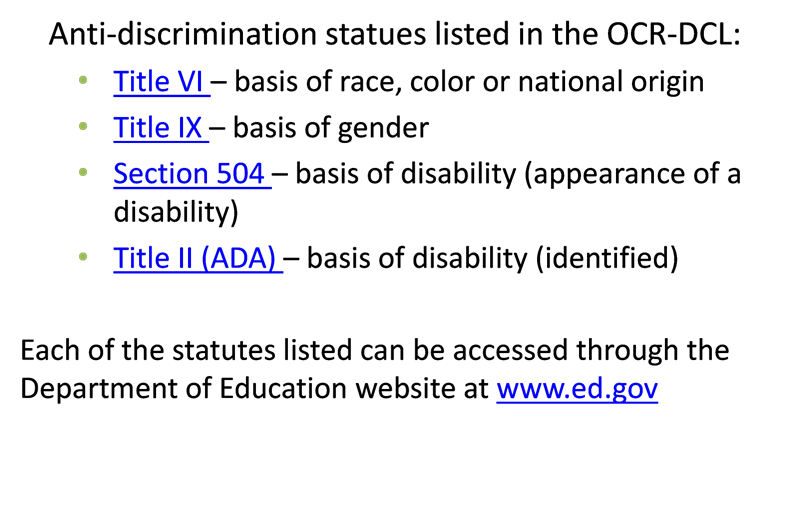 Anti-discrimination statues listed in the OCR-DCL:
• Title VI – basis of race, color or national origin
• Title IX – basis of gender
• Section 504 – basis of disability (appearance of a
disability)
• Title II (ADA) – basis of disability (identified)
Each of the statutes listed can be accessed through the
Department of Education website at www.ed.gov